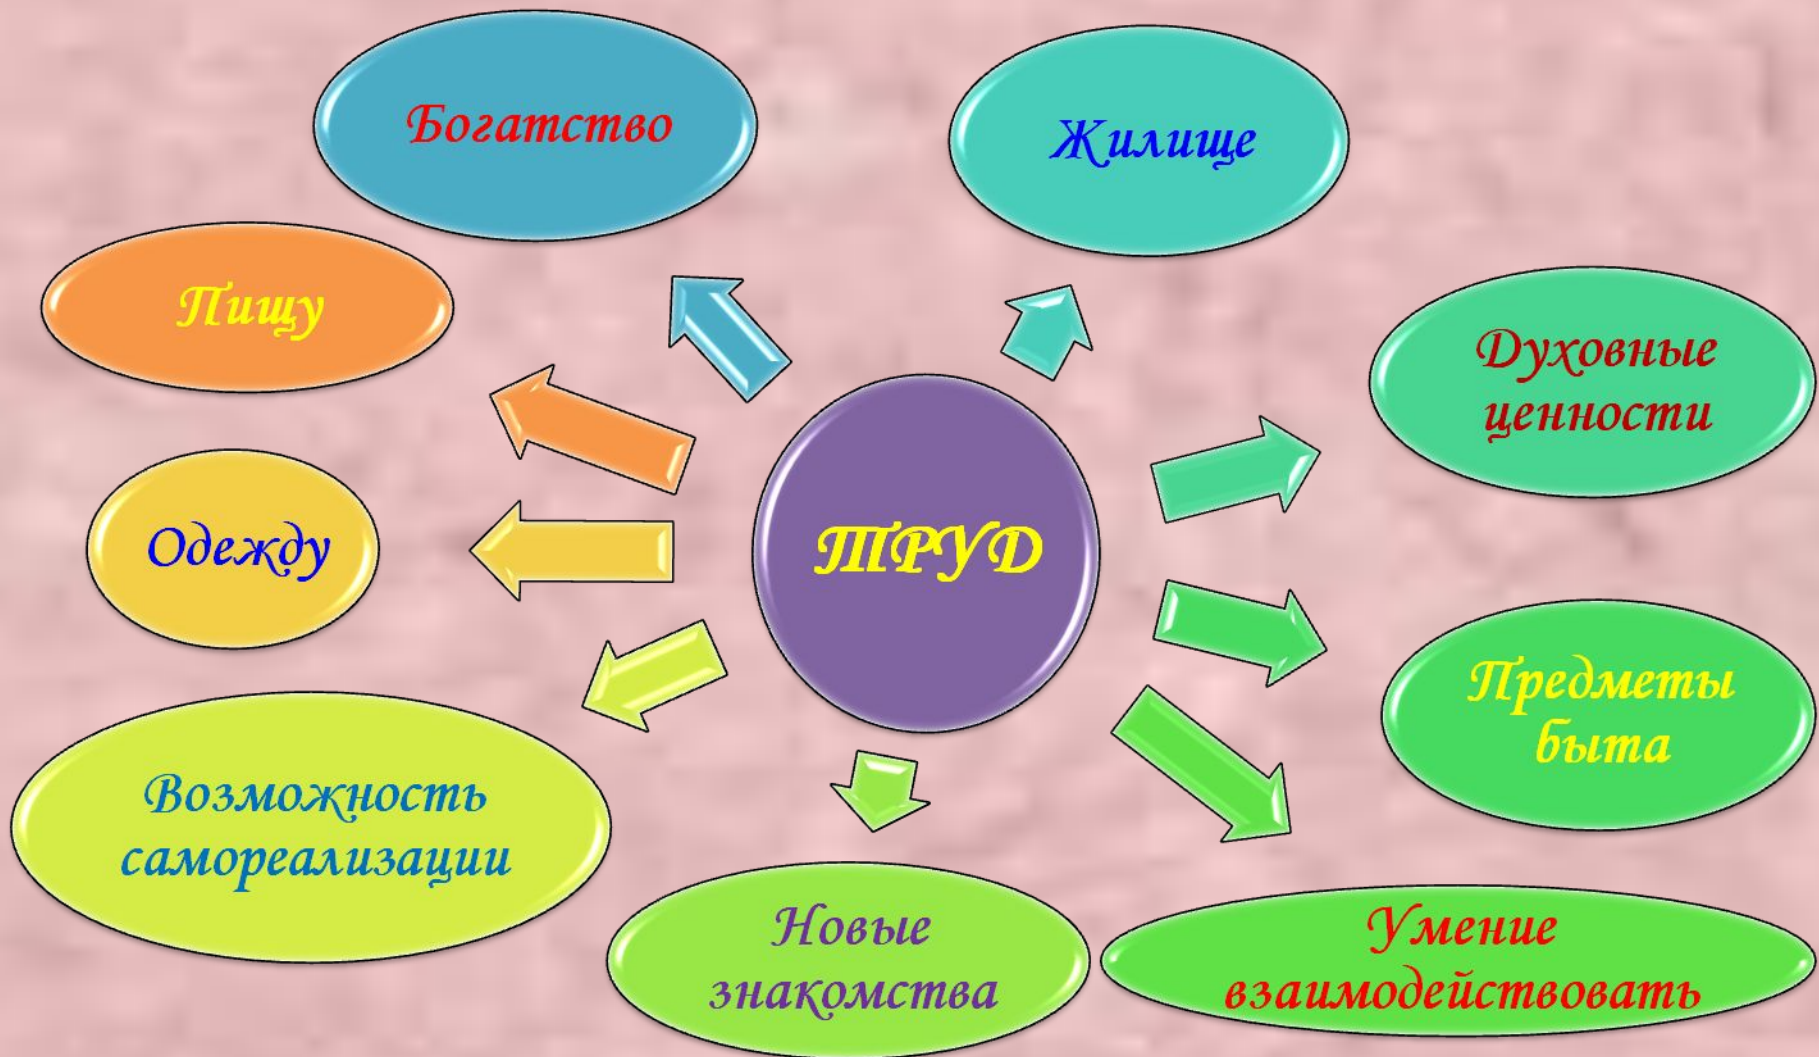 Богатство
Жилище
Пищу
Духовные
ценности
Одежду
ТРУД
Предметы
быта
Возможность
самореализации
Новые
знакомства
Умение
взаимодействовать